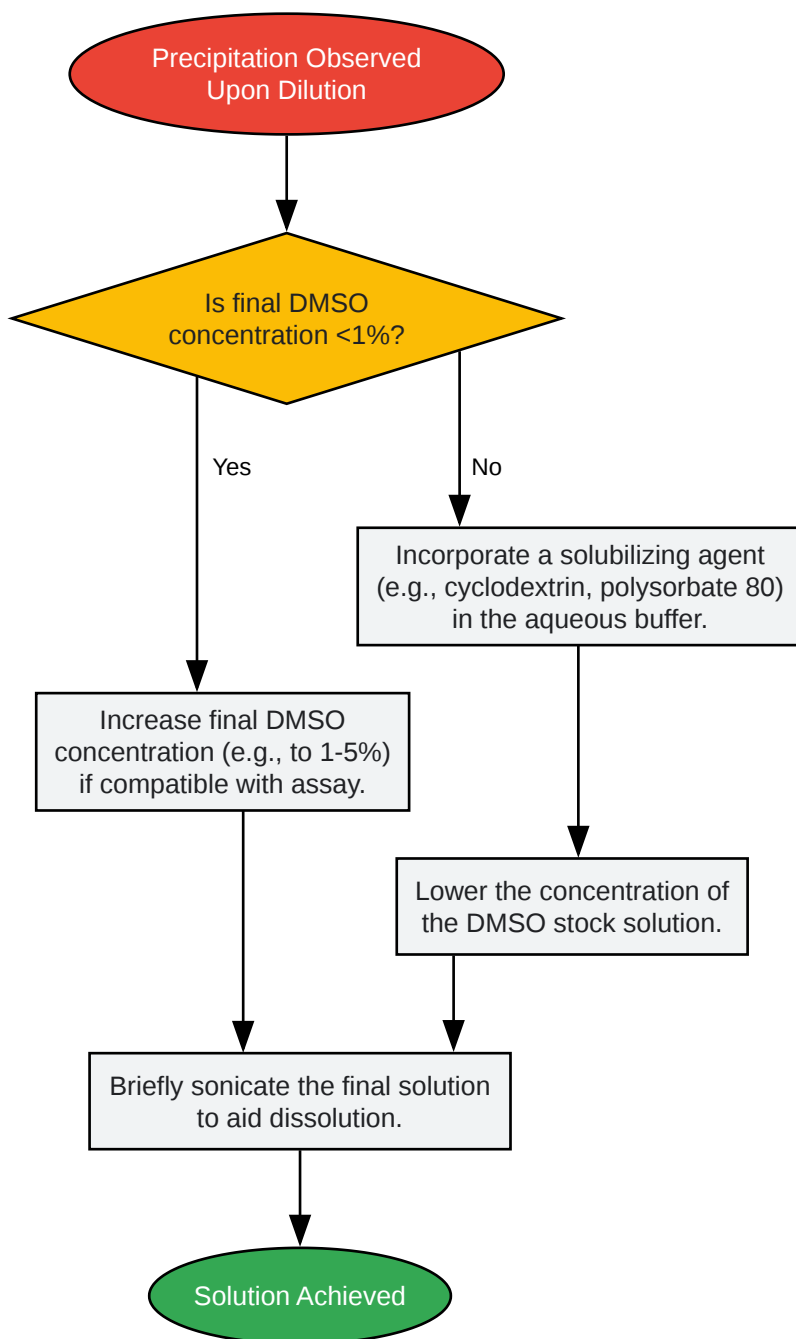 Precipitation Observed
Upon Dilution
Is final DMSO
concentration <1%?
Yes
No
Incorporate a solubilizing agent
(e.g., cyclodextrin, polysorbate 80)
in the aqueous buffer.
Increase final DMSO
concentration (e.g., to 1-5%)
if compatible with assay.
Lower the concentration of
the DMSO stock solution.
Briefly sonicate the final solution
to aid dissolution.
Solution Achieved